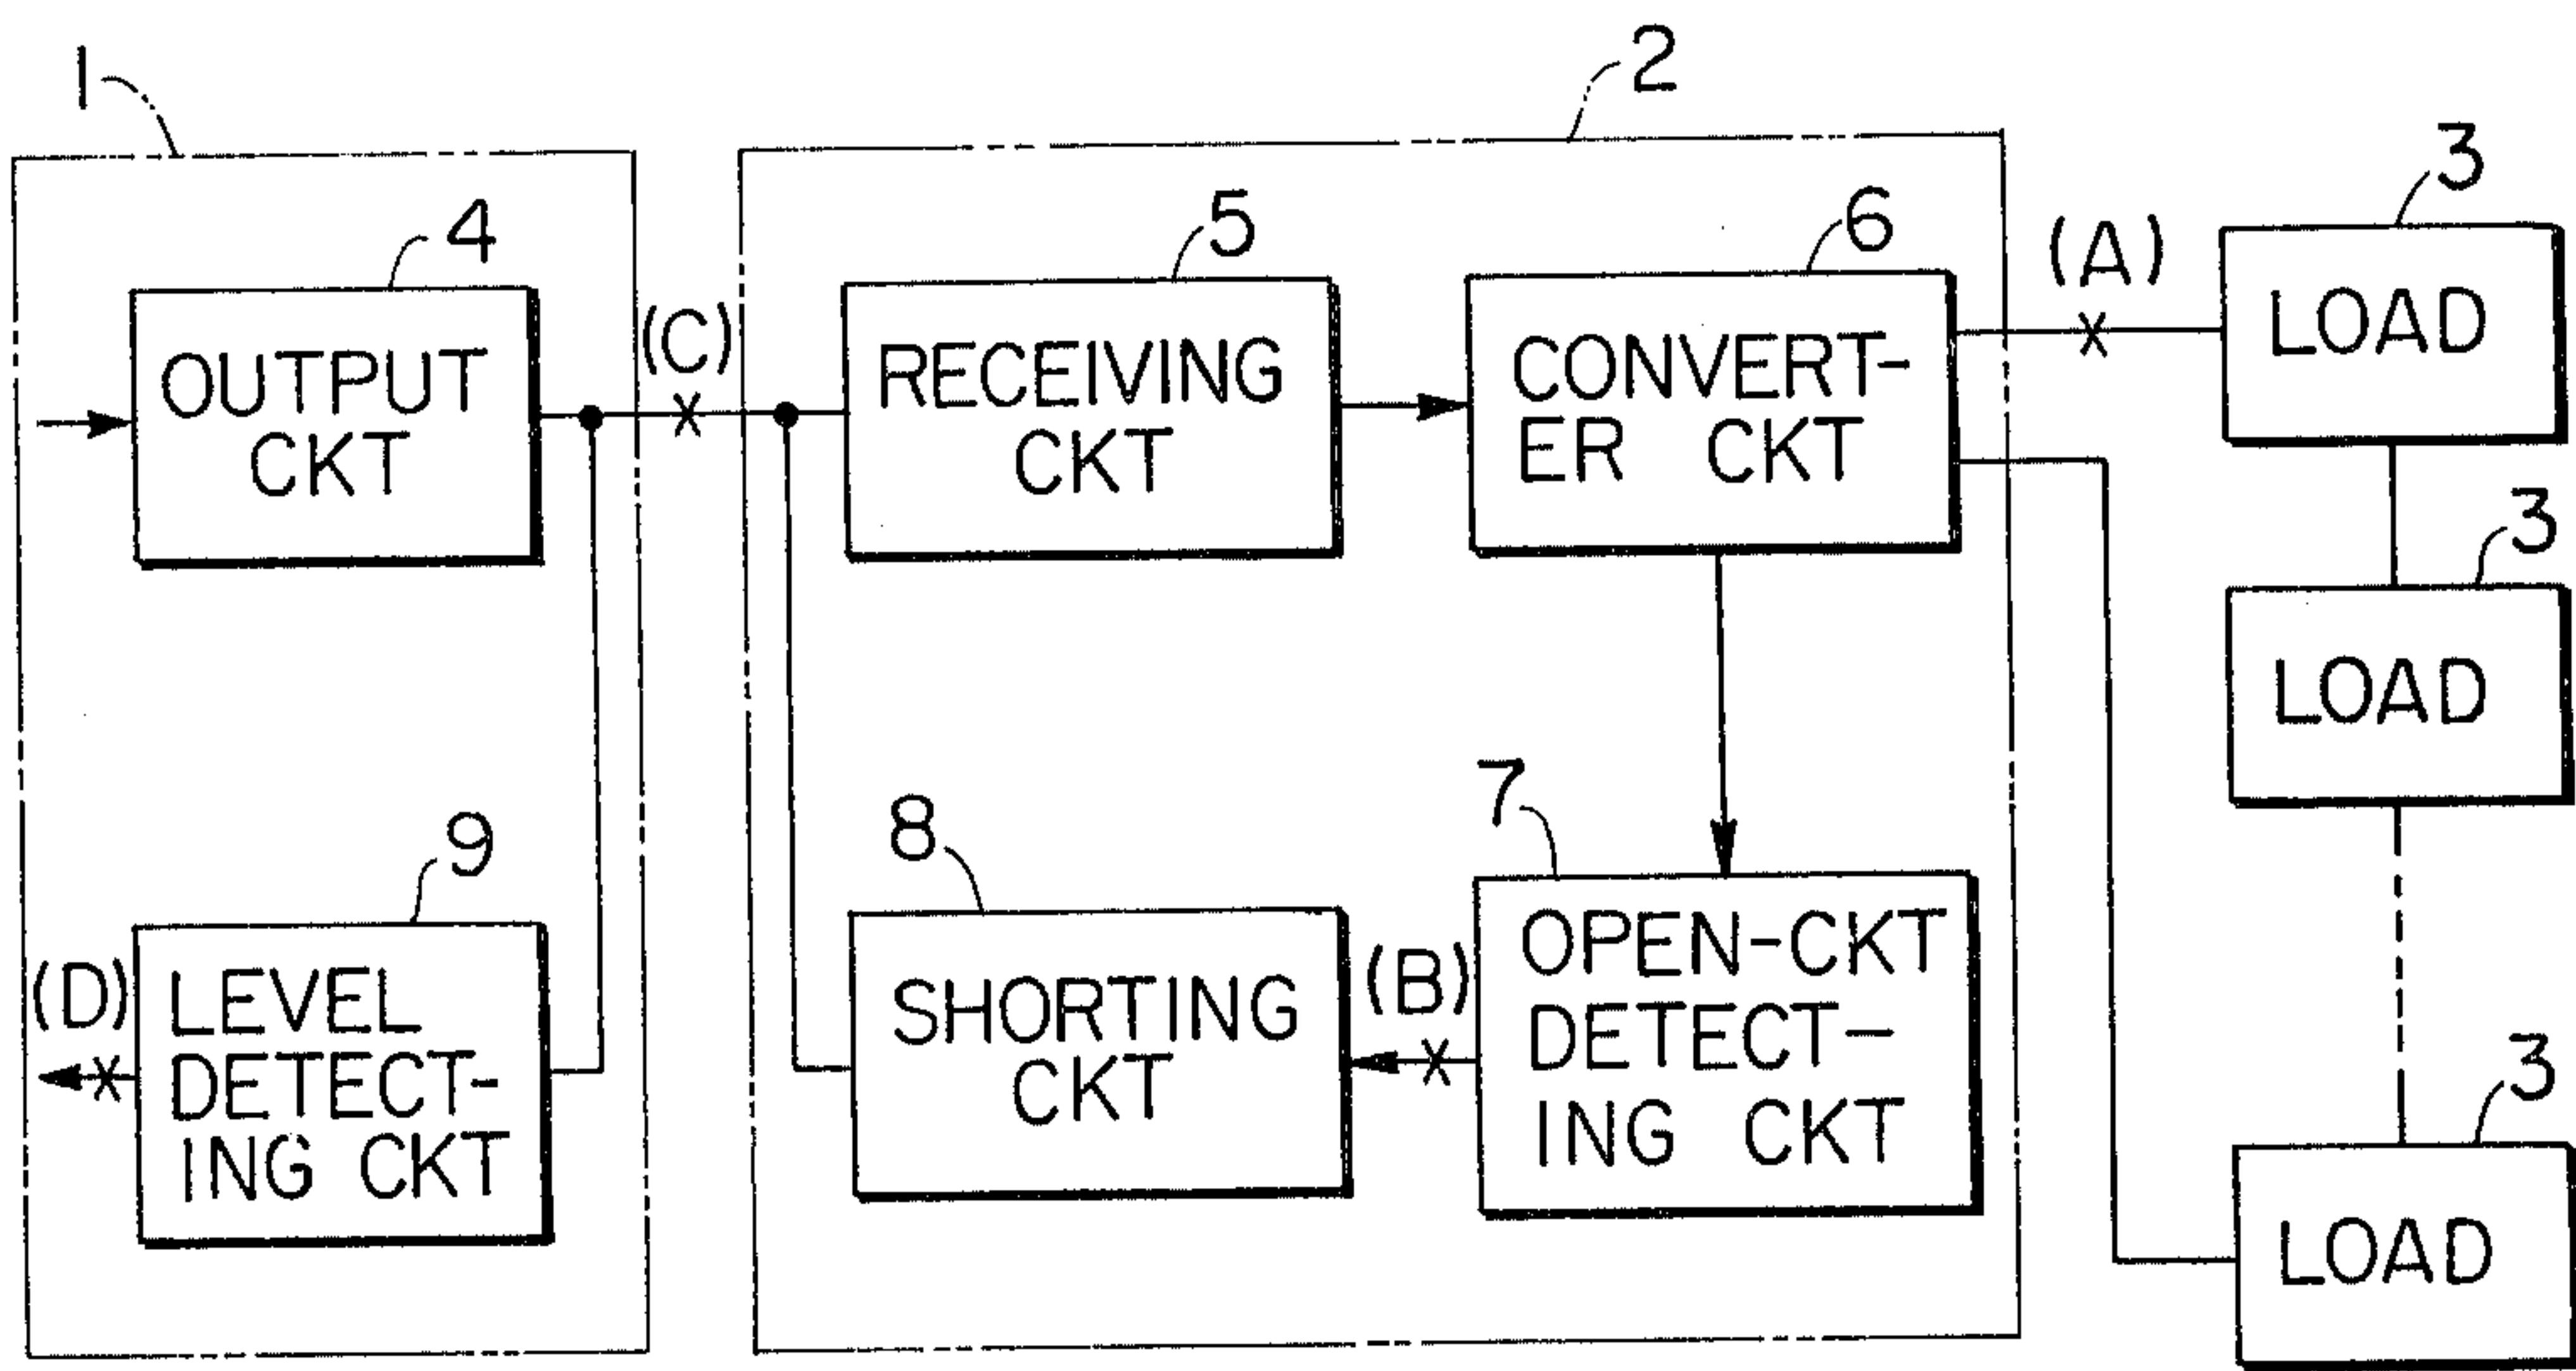 1
2
3
4
OUTPUT
CKT
(C)
5
RECEIVING
CKT
6
CONVERT-
ER CKT
(A)
LOAD
3
LOAD
9
LEVEL
DETECT-
ING CKT
(D)
8
SHORTING
CKT
(B)
7
OPEN-CKT
DETECT-
ING CKT
3
LOAD